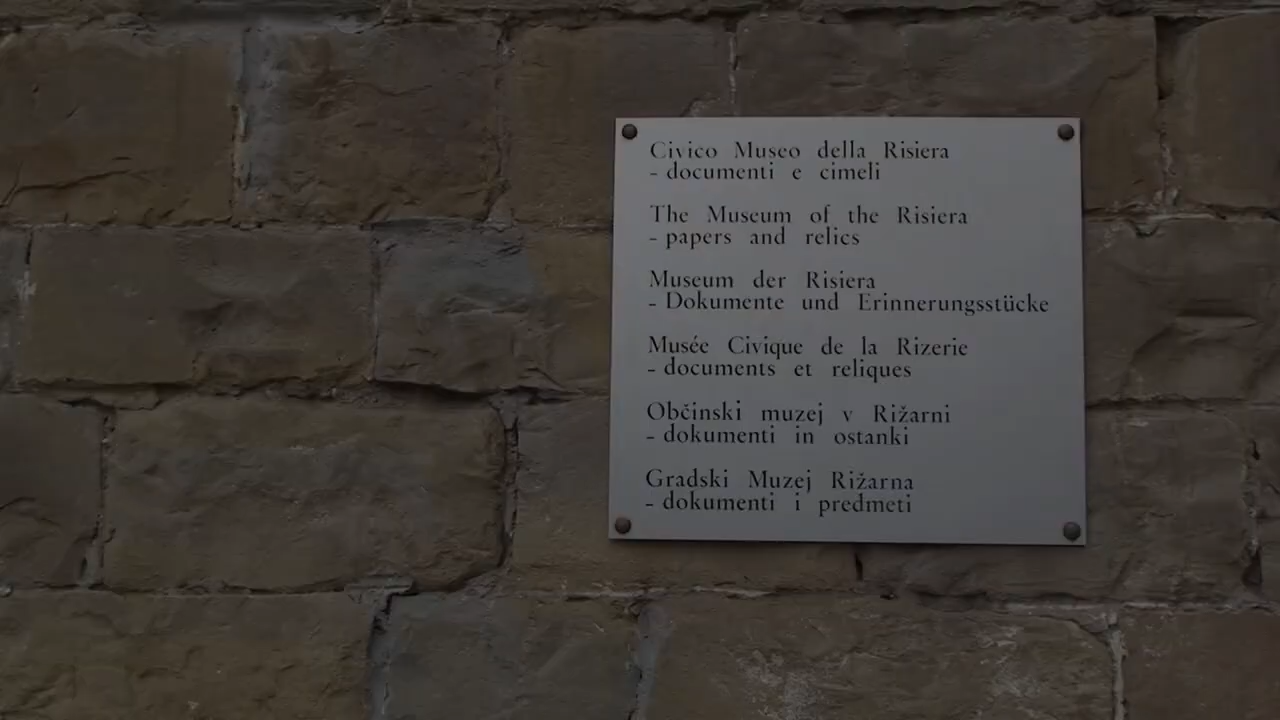 Civico Museo della Risiera
- documenti e cimeli
The Museum of the Risiera
- papers and relics
Museum der Risiera
- Dokumente und Erinnerungsstücke
Musée Civique de la Rizerie
- documents et reliques
Občinski muzej v Rižarni
- dokumenti in ostanki
Gradski Muzej Rižarna
- dokumenti i predmeti